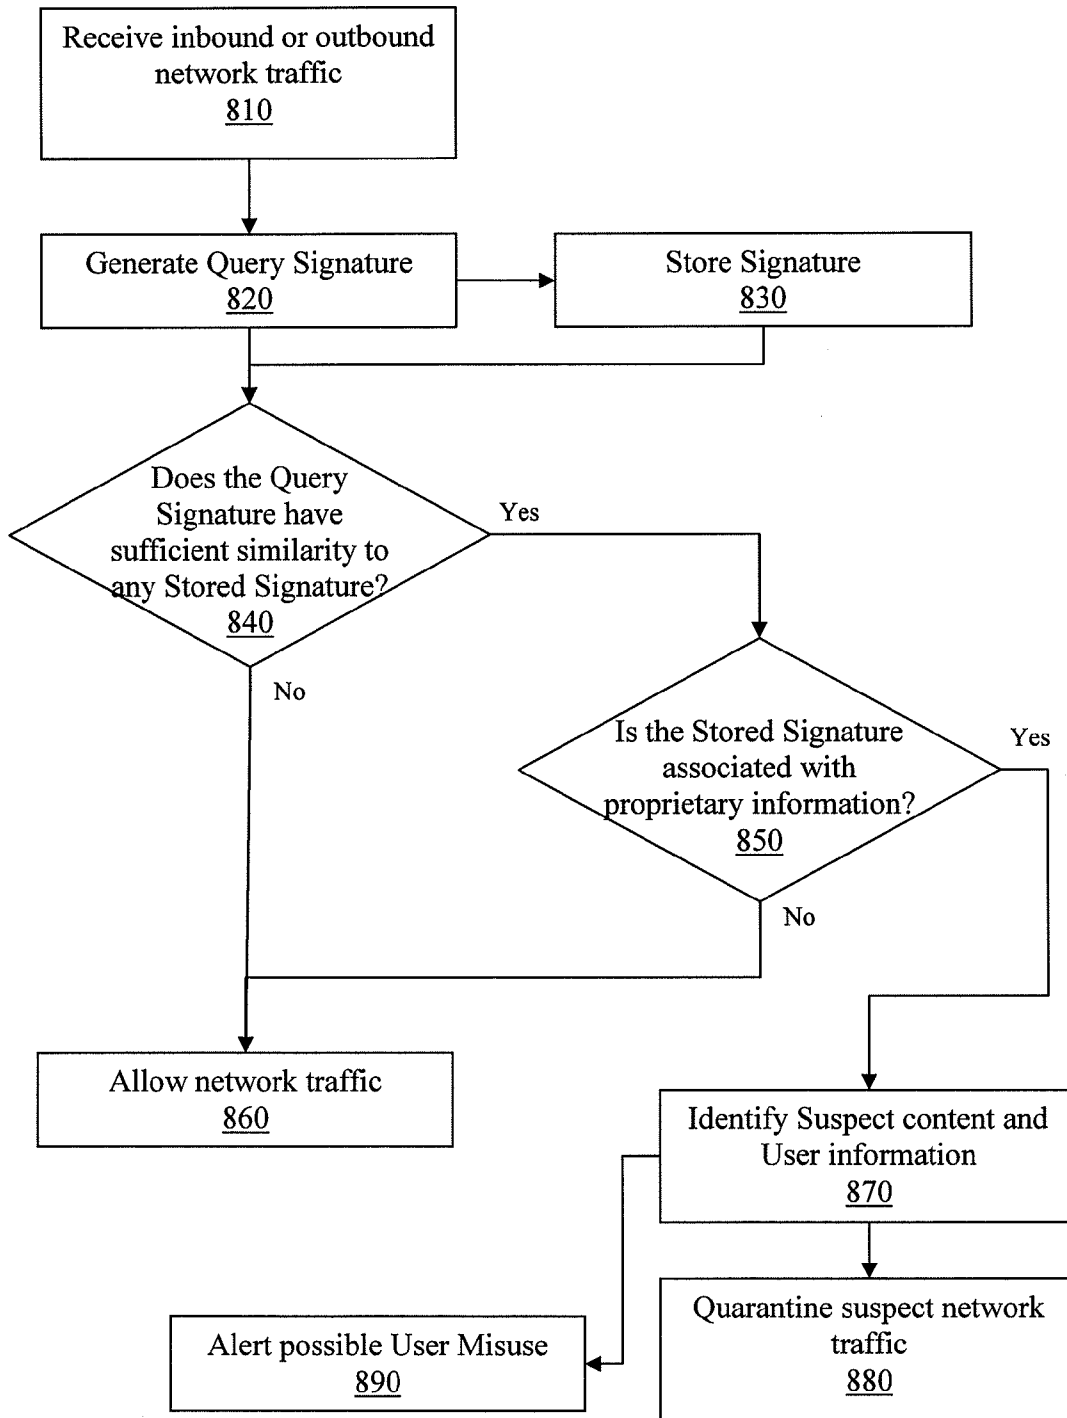 Receive inbound or outbound
network traffic
810
Generate Query Signature
820
Store Signature
830
Does the Query
Signature have
sufficient similarity to
any Stored Signature?
840
Yes
No
Is the Stored Signature
associated with
proprietary information?
850
Yes
No
Allow network traffic
860
Identify Suspect content and
User information
870
Quarantine suspect network
traffic
880
Alert possible User Misuse
890